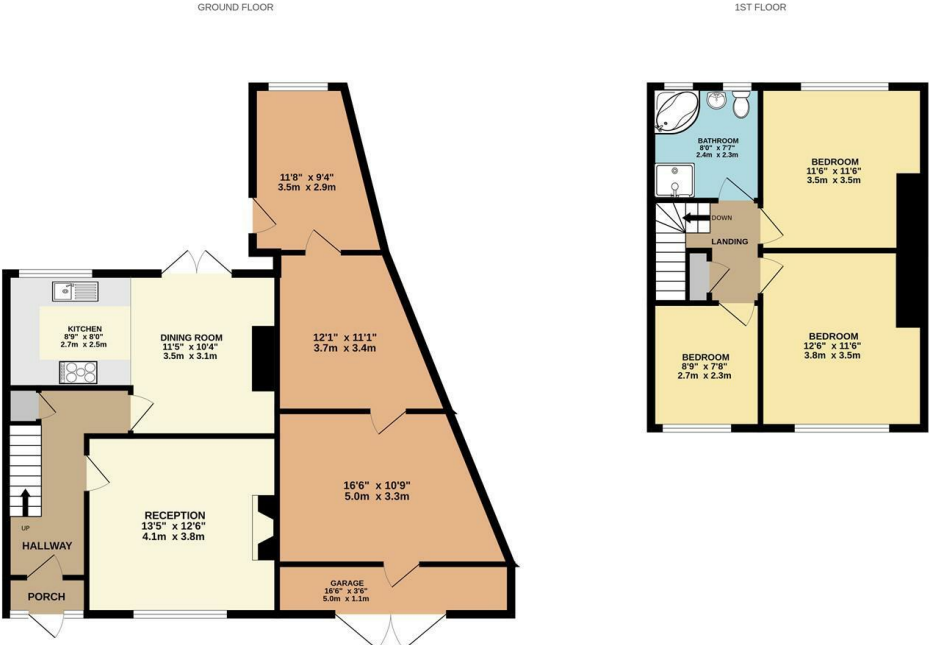 GROUND FLOOR
11'8" x 9'4"
3.5m x 2.9m
KITCHEN
8'9" x 8'0"
2.7m x 2.5m
DINING ROOM
11'5" x 10'4"
3.5m x 3.1m
12'1" x 11'1"
3.7m x 3.4m
16'6" x 10'9"
5.0m x 3.3m
RECEPTION
13'5" x 12'6"
4.1m x 3.8m
UP
HALLWAY
PORCH
GARAGE
16'6" x 3'6"
5.0m x 1.1m
1ST FLOOR
BATHROOM
8'0" x 7'7"
2.4m x 2.3m
BEDROOM
11'6" x 11'6"
3.5m x 3.5m
DOWN
LANDING
BEDROOM
12'6" x 11'6"
3.8m x 3.5m
BEDROOM
8'9" x 7'8"
2.7m x 2.3m